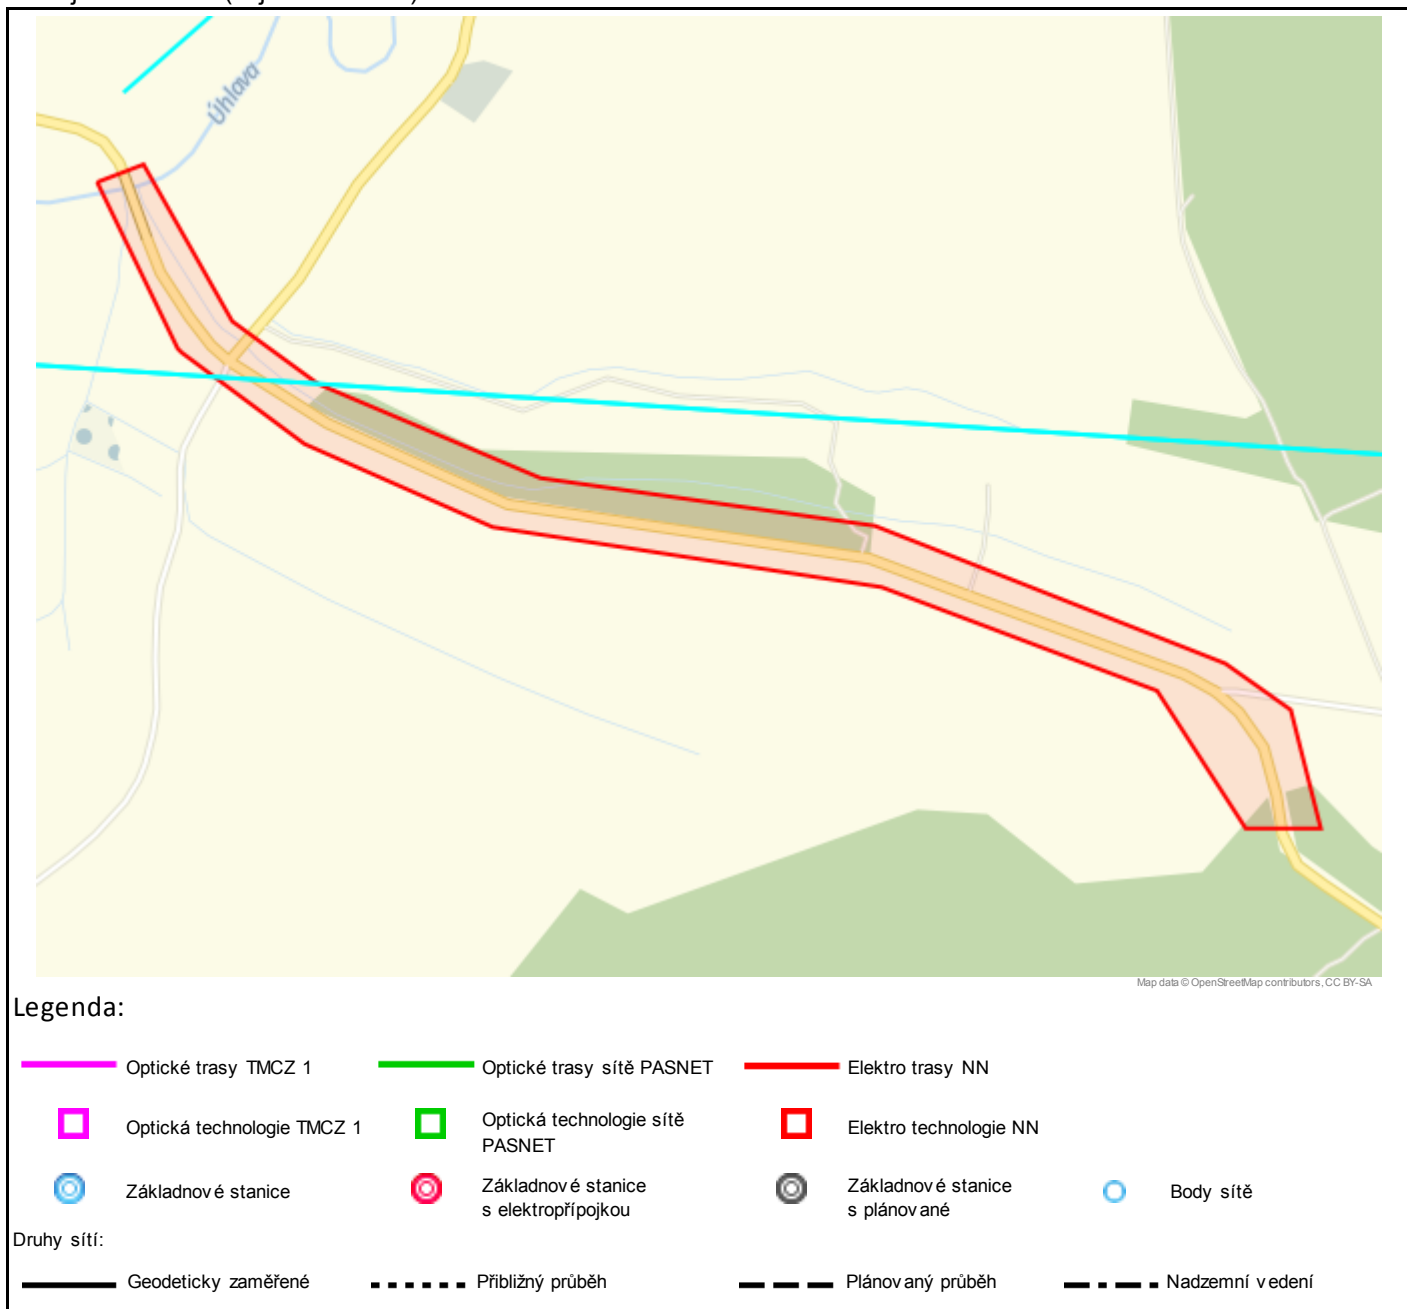 Úhlava
Map data © OpenStreetMap contributors, CC BY-SA
Legenda:
Optické trasy TMCZ 1
Optické trasy sítě PASNET
Elektro trasy NN
Optická technologie TMCZ 1
Optická technologie sítě
PASNET
Elektro technologie NN
Základnové stanice
Základnové stanice
s elektropřípojkou
Základnové stanice
s plánované
Body sítě
Druhy sítí:
Geodeticky zaměřené
Přibližný průběh
Plánovaný průběh
Nadzemní vedení